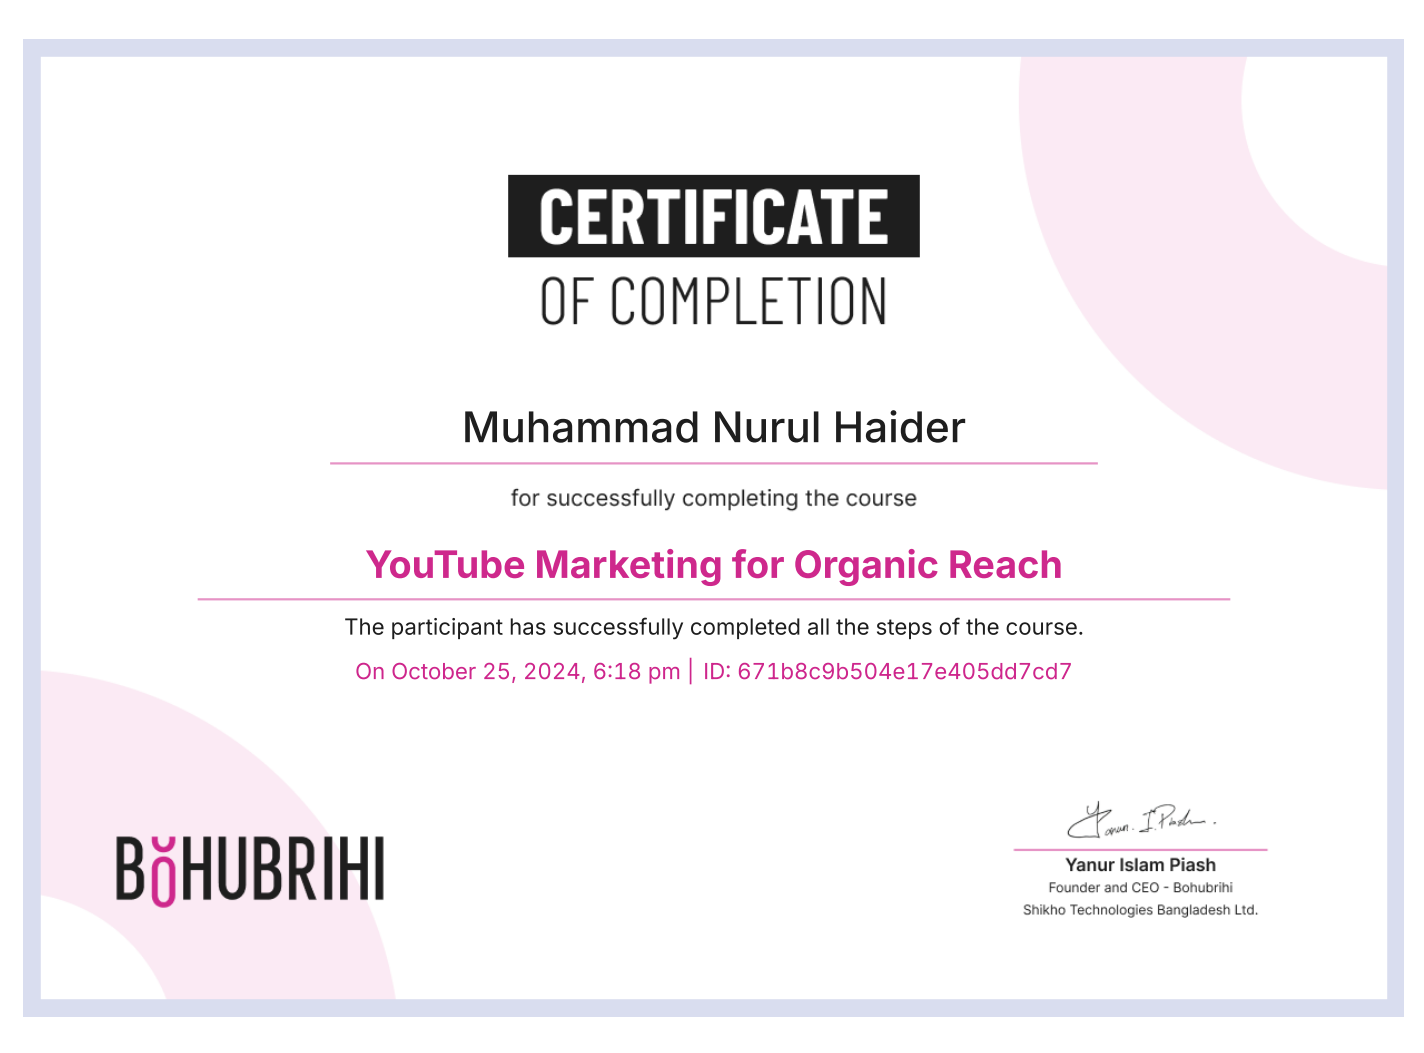 CERTIFICATE
OF COMPLETION
Muhammad Nurul Haider
for successfully completing the course
YouTube Marketing for Organic Reach
The participant has successfully completed all the steps of the course.
On October 25, 2024, 6:18 pm | ID: 671b8c9b504e17e405dd7cd7
BOHUBRIHI
Yanur I. Piash.
Yanur Islam Piash
Founder and CEO - Bohubrihi
Shikho Technologies Bangladesh Ltd.